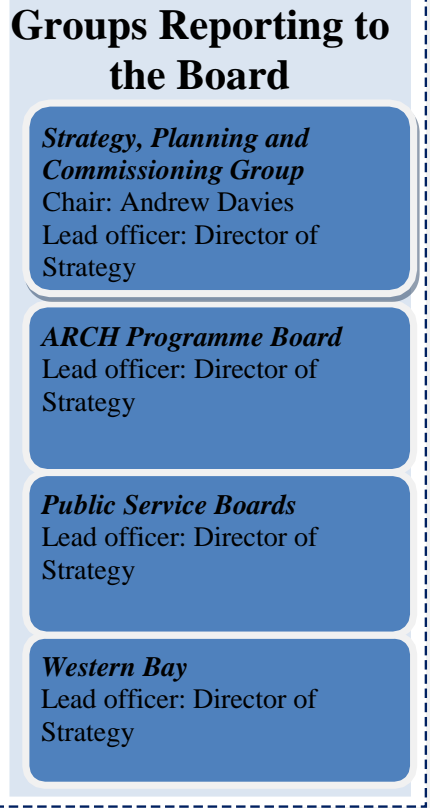 Groups Reporting to
the Board
Strategy, Planning and
Commissioning Group
Chair: Andrew Davies
Lead officer: Director of
Strategy
ARCH Programme Board
Lead officer: Director of
Strategy
Public Service Boards
Lead officer: Director of
Strategy
Western Bay
Lead officer: Director of
Strategy